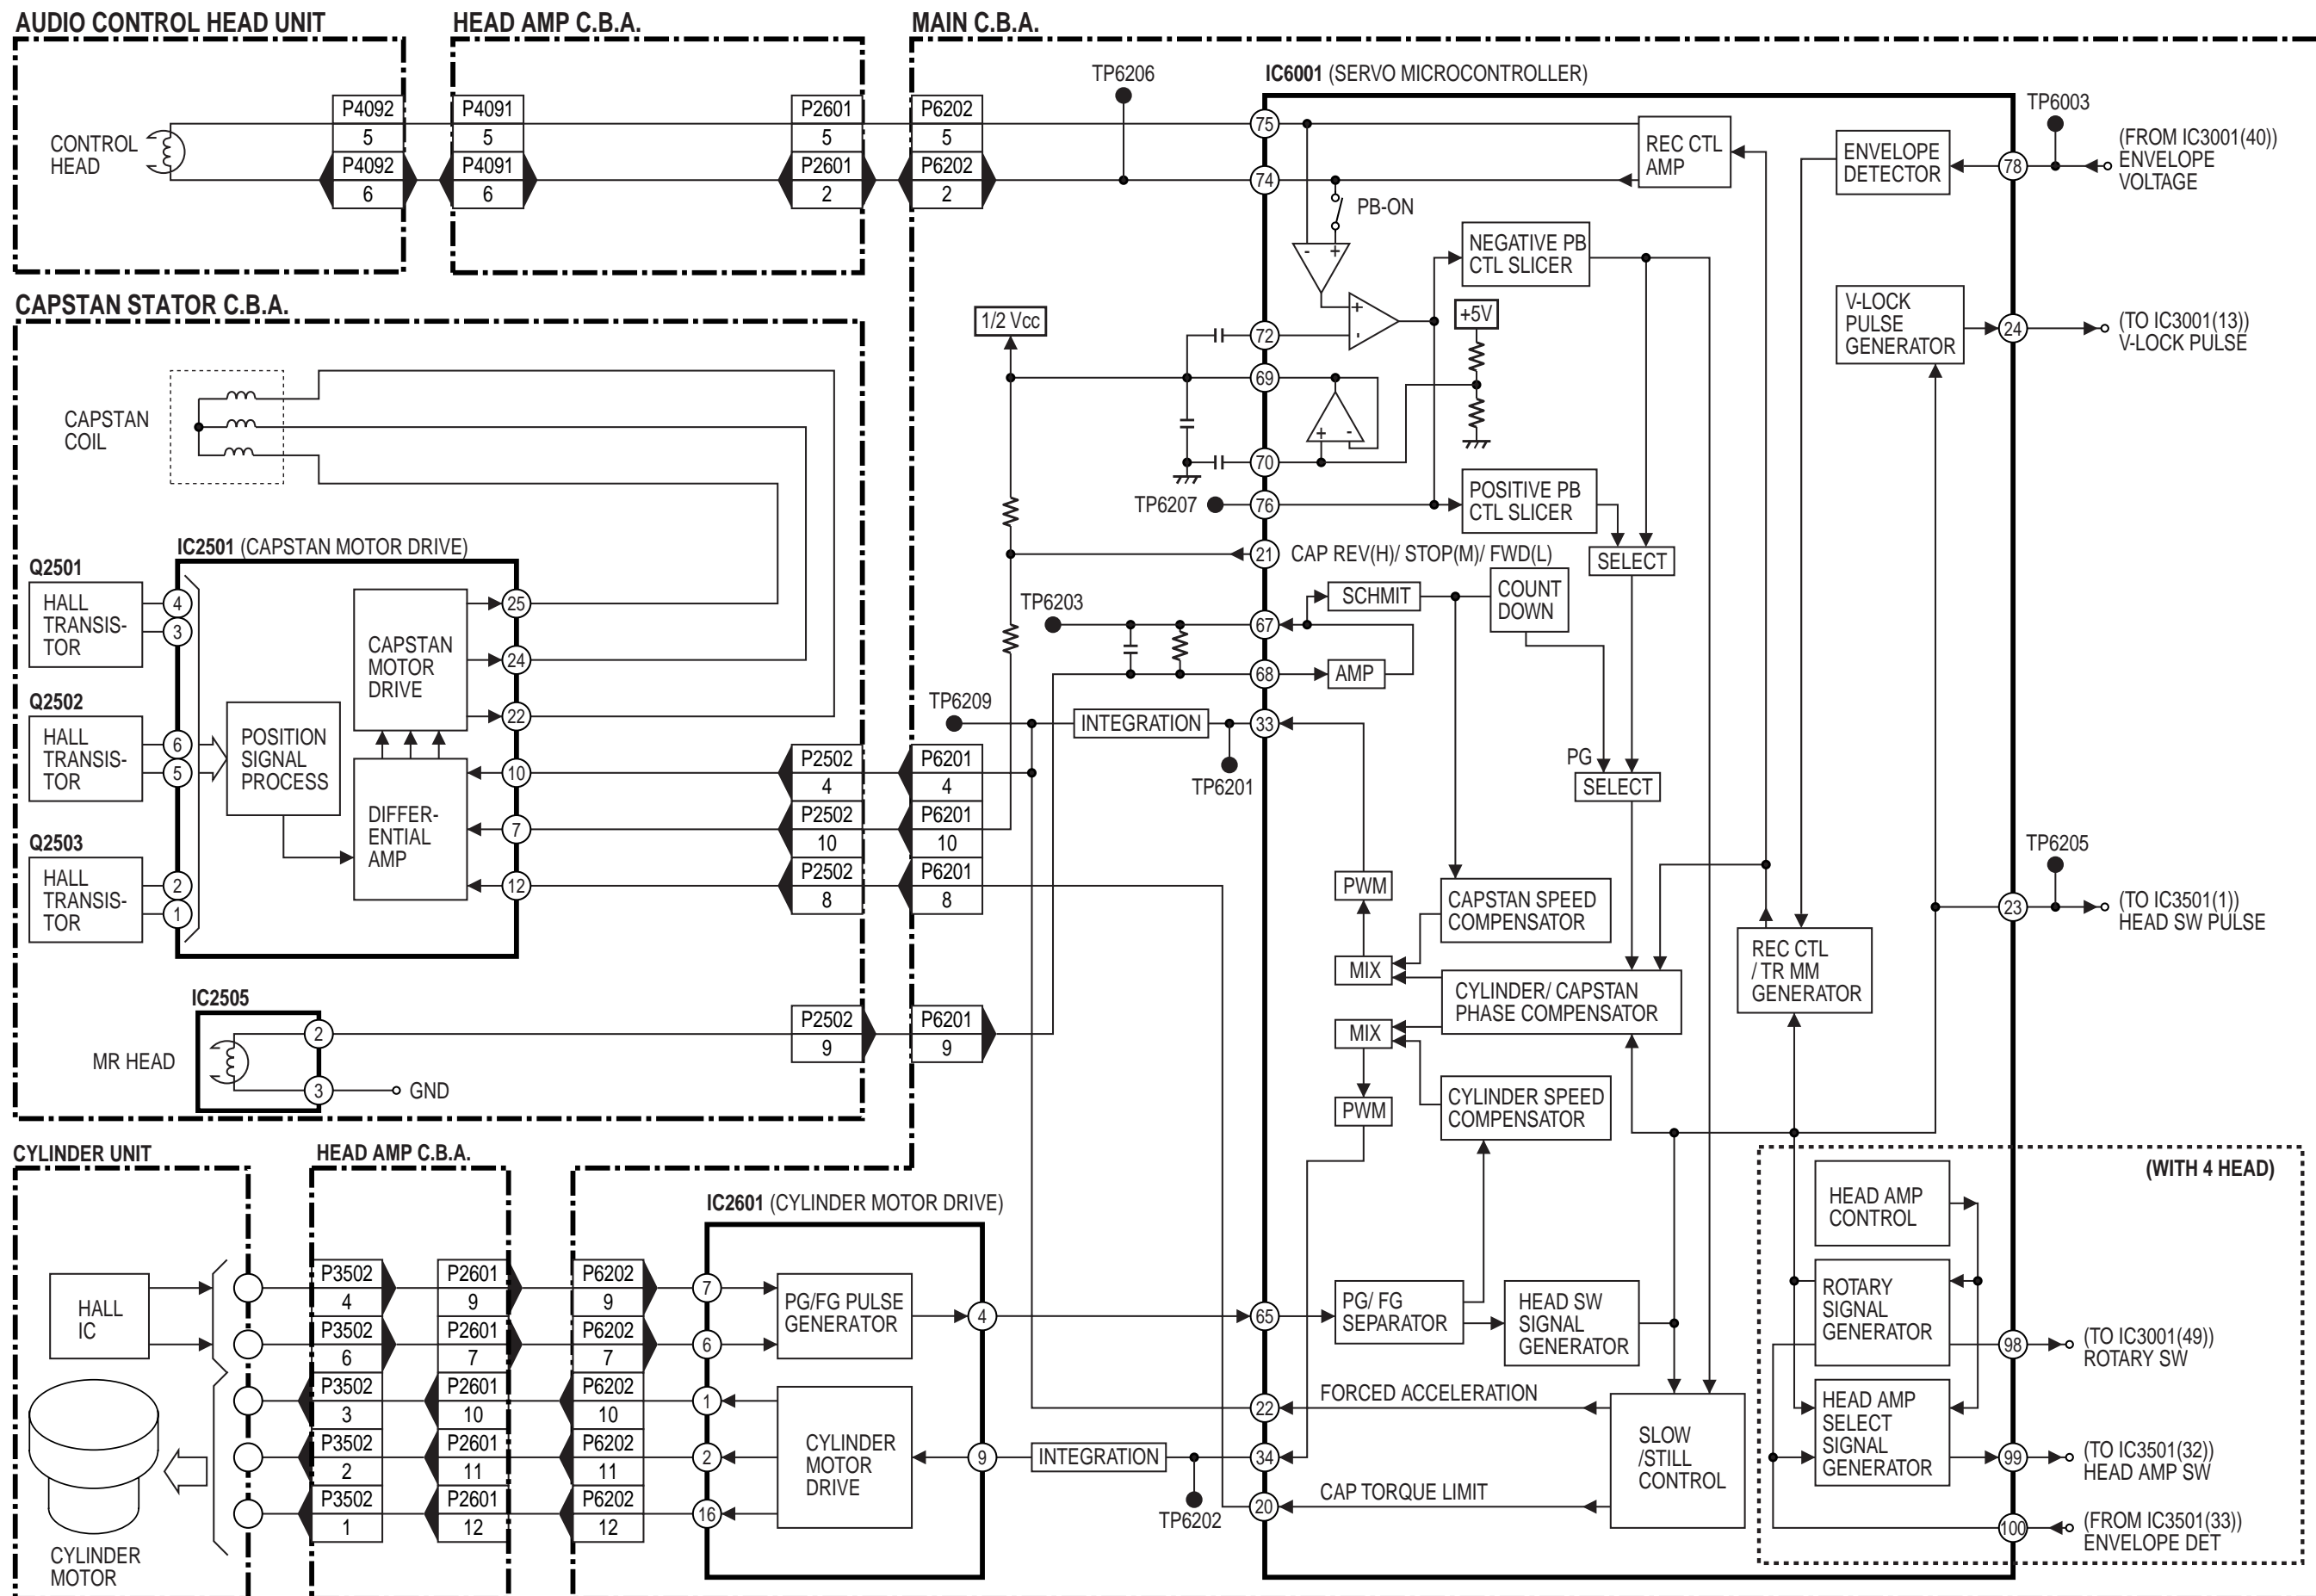 AUDIO CONTROL HEAD UNIT
HEAD AMP C.B.A.
MAIN C.B.A.
CONTROL
HEAD
P4092
5
P4092
6
P4091
5
P4091
6
P2601
5
P2601
2
P6202
5
P6202
2
TP6206
IC6001 (SERVO MICROCONTROLLER)
75
74
REC CTL
AMP
PB-ON
-
+
ENVELOPE
DETECTOR
78
TP6003
(FROM IC3001(40))
ENVELOPE
VOLTAGE
NEGATIVE PB
CTL SLICER
+
-
+5V
V-LOCK
PULSE
GENERATOR
24
(TO IC3001(13))
V-LOCK PULSE
1/2 Vcc
72
69
+
-
70
TP6207
76
POSITIVE PB
CTL SLICER
21
CAP REV(H)/ STOP(M)/ FWD(L)
SELECT
SCHMIT
COUNT
DOWN
TP6203
67
68
AMP
TP6209
INTEGRATION
33
TP6201
PG
SELECT
CAPSTAN STATOR C.B.A.
CAPSTAN
COIL
IC2501 (CAPSTAN MOTOR DRIVE)
Q2501
HALL
TRANSIS-
TOR
4
3
Q2502
HALL
TRANSIS-
TOR
6
5
Q2503
HALL
TRANSIS-
TOR
2
1
POSITION
SIGNAL
PROCESS
CAPSTAN
MOTOR
DRIVE
DIFFER-
ENTIAL
AMP
25
24
22
10
7
12
P2502
4
P2502
10
P2502
8
P6201
4
P6201
10
P6201
8
PWM
CAPSTAN SPEED
COMPENSATOR
MIX
CYLINDER/ CAPSTAN
PHASE COMPENSATOR
MIX
PWM
CYLINDER SPEED
COMPENSATOR
REC CTL
/ TR MM
GENERATOR
TP6205
23
(TO IC3501(1))
HEAD SW PULSE
IC2505
MR HEAD
2
3
GND
P2502
9
P6201
9
CYLINDER UNIT
HEAD AMP C.B.A.
HALL
IC
CYLINDER
MOTOR
P3502
4
P3502
6
P3502
3
P3502
2
P3502
1
P2601
9
P2601
7
P2601
10
P2601
11
P2601
12
P6202
9
P6202
7
P6202
10
P6202
11
P6202
12
IC2601 (CYLINDER MOTOR DRIVE)
7
6
1
2
16
PG/FG PULSE
GENERATOR
CYLINDER
MOTOR
DRIVE
4
9
INTEGRATION
TP6202
65
PG/ FG
SEPARATOR
HEAD SW
SIGNAL
GENERATOR
22
FORCED ACCELERATION
34
20
CAP TORQUE LIMIT
SLOW
/STILL
CONTROL
(WITH 4 HEAD)
HEAD AMP
CONTROL
ROTARY
SIGNAL
GENERATOR
HEAD AMP
SELECT
SIGNAL
GENERATOR
98
(TO IC3001(49))
ROTARY SW
99
(TO IC3501(32))
HEAD AMP SW
100
(FROM IC3501(33))
ENVELOPE DET